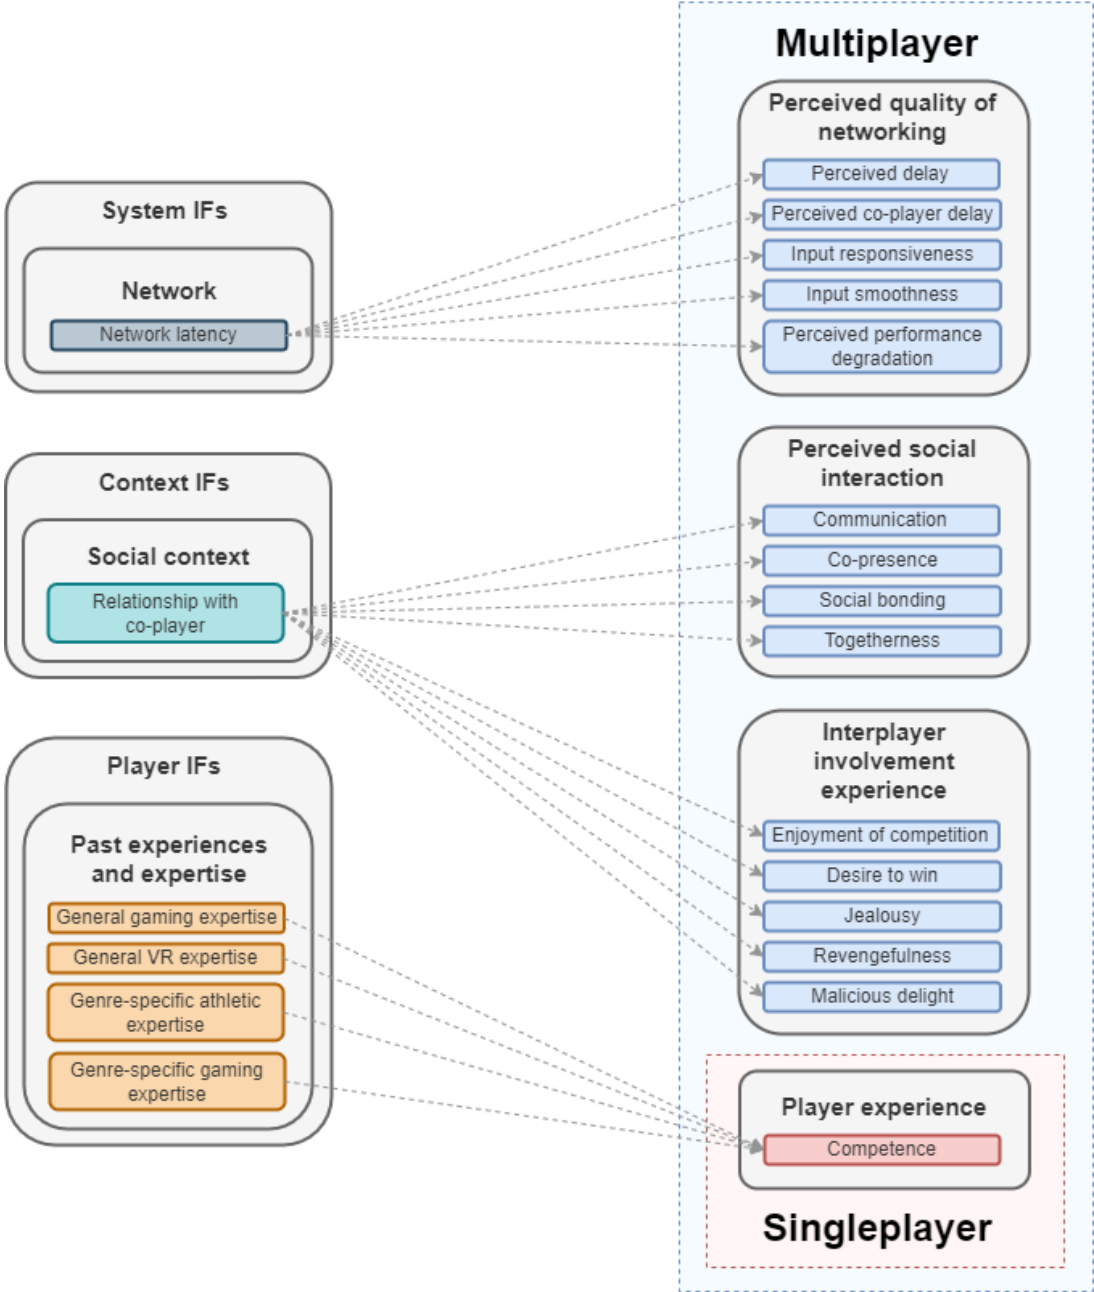 Multiplayer
Perceived quality of
networking
Perceived delay
Perceived co-player delay
Input responsiveness
Input smoothness
Perceived performance
degradation
System IFs
Network
Network latency
Perceived social
interaction
Communication
Co-presence
Social bonding
Togetherness
Context IFs
Social context
Relationship with
co-player
Interplayer
involvement
experience
Enjoyment of competition
Desire to win
Jealousy
Revengefulness
Malicious delight
Player IFs
Past experiences
and expertise
General gaming expertise
General VR expertise
Genre-specific athletic
expertise
Genre-specific gaming
expertise
Player experience
Competence
Singleplayer